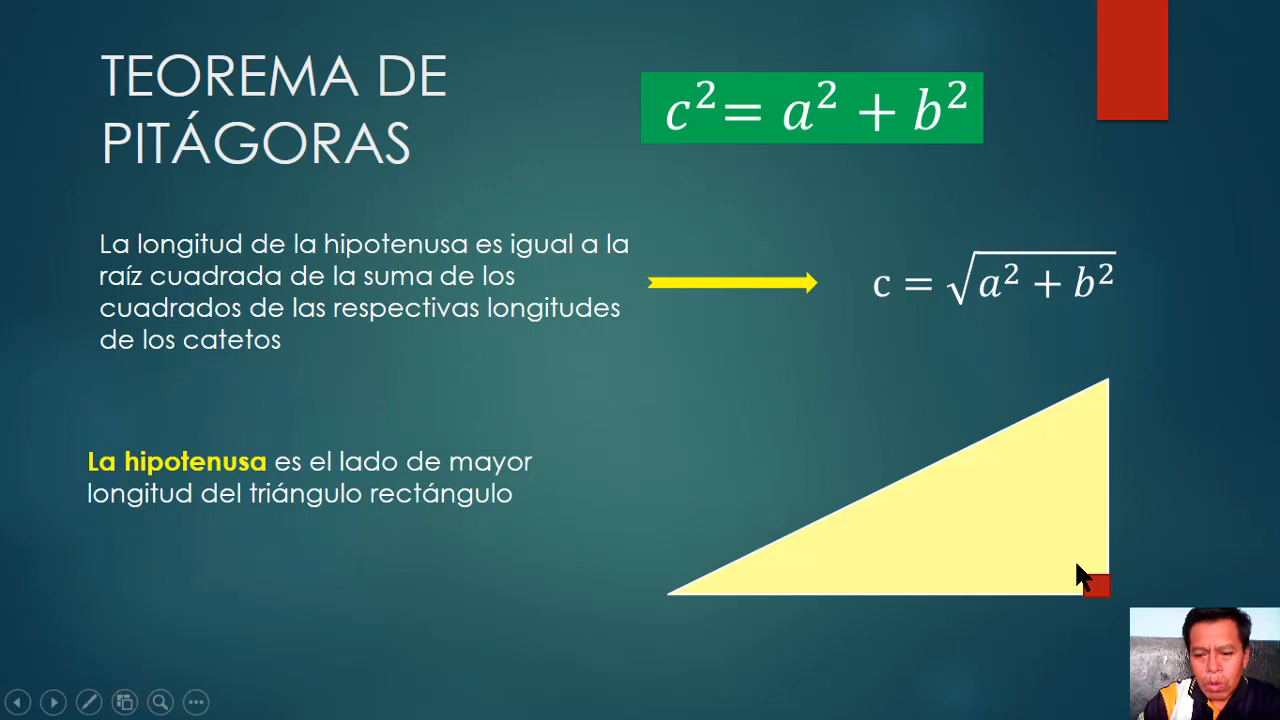 TEOREMA DE
PITÁGORAS
c² = a² + b²
La longitud de la hipotenusa es igual a la
raíz cuadrada de la suma de los
cuadrados de las respectivas longitudes
de los catetos
c = √(a² + b²)
La hipotenusa es el lado de mayor
longitud del triángulo rectángulo